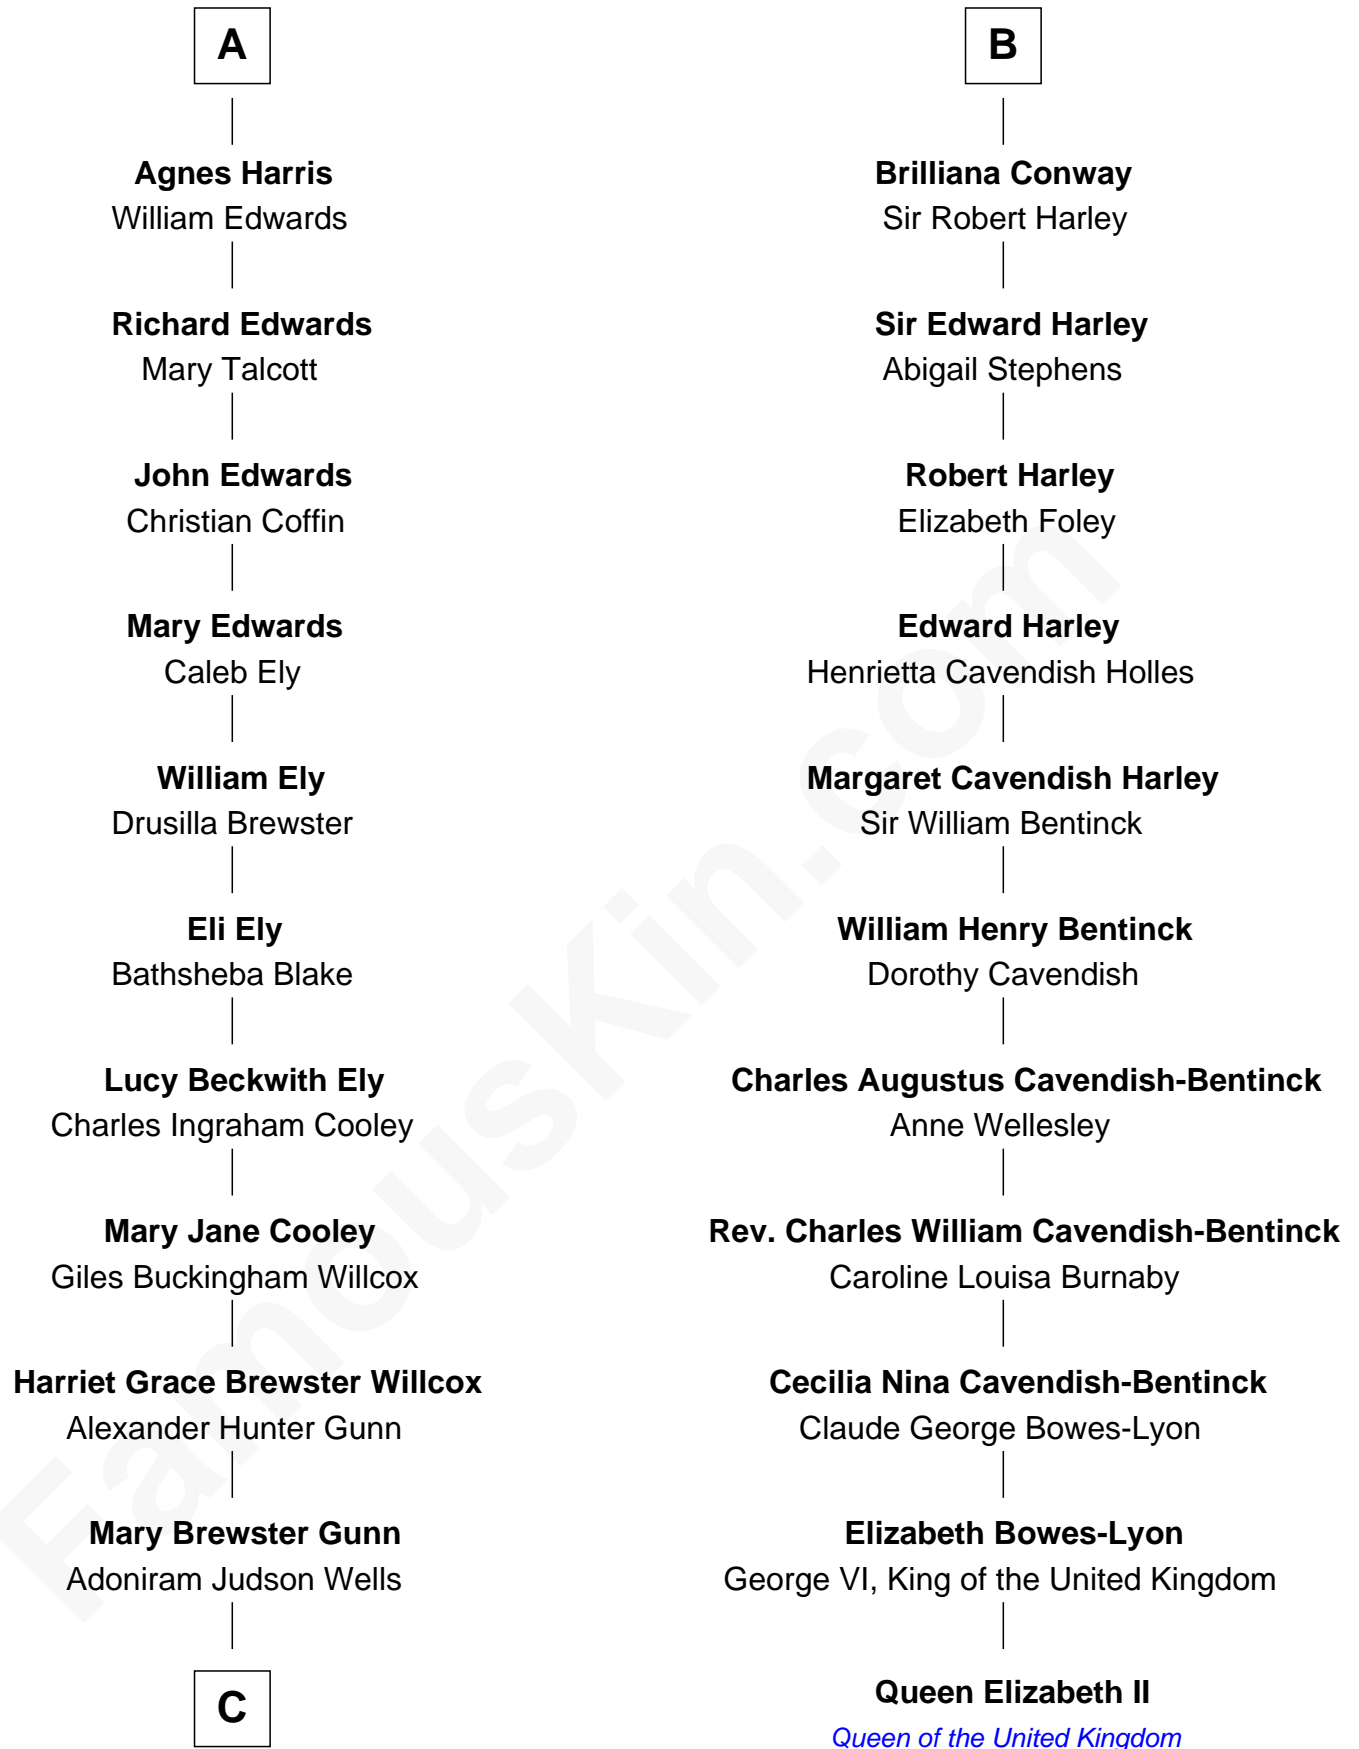 A
Agnes Harris
William Edwards
Richard Edwards
Mary Talcott
John Edwards
Christian Coffin
Mary Edwards
Caleb Ely
William Ely
Drusilla Brewster
Eli Ely
Bathsheba Blake
Lucy Beckwith Ely
Charles Ingraham Cooley
Mary Jane Cooley
Giles Buckingham Willcox
Harriet Grace Brewster Willcox
Alexander Hunter Gunn
Mary Brewster Gunn
Adoniram Judson Wells
C
B
Brilliana Conway
Sir Robert Harley
Sir Edward Harley
Abigail Stephens
Robert Harley
Elizabeth Foley
Edward Harley
Henrietta Cavendish Holles
Margaret Cavendish Harley
Sir William Bentinck
William Henry Bentinck
Dorothy Cavendish
Charles Augustus Cavendish-Bentinck
Anne Wellesley
Rev. Charles William Cavendish-Bentinck
Caroline Louisa Burnaby
Cecilia Nina Cavendish-Bentinck
Claude George Bowes-Lyon
Elizabeth Bowes-Lyon
George VI, King of the United Kingdom
Queen Elizabeth II
Queen of the United Kingdom
FamousKin.com